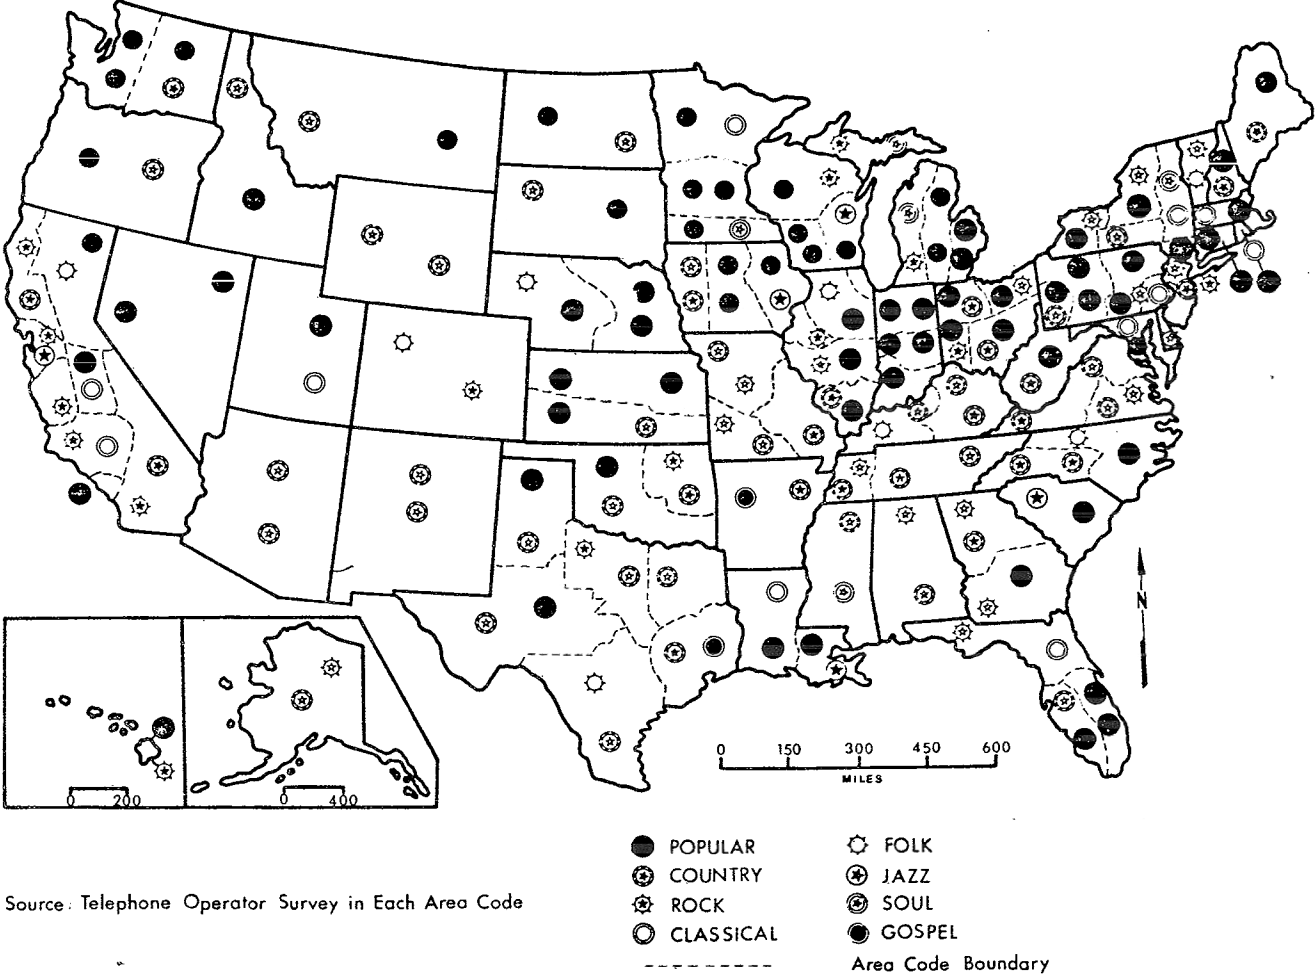 N
0 150 300 450 600
MILES
0 200
0 400
POPULAR
FOLK
COUNTRY
JAZZ
ROCK
SOUL
CLASSICAL
GOSPEL
Area Code Boundary
Source: Telephone Operator Survey in Each Area Code